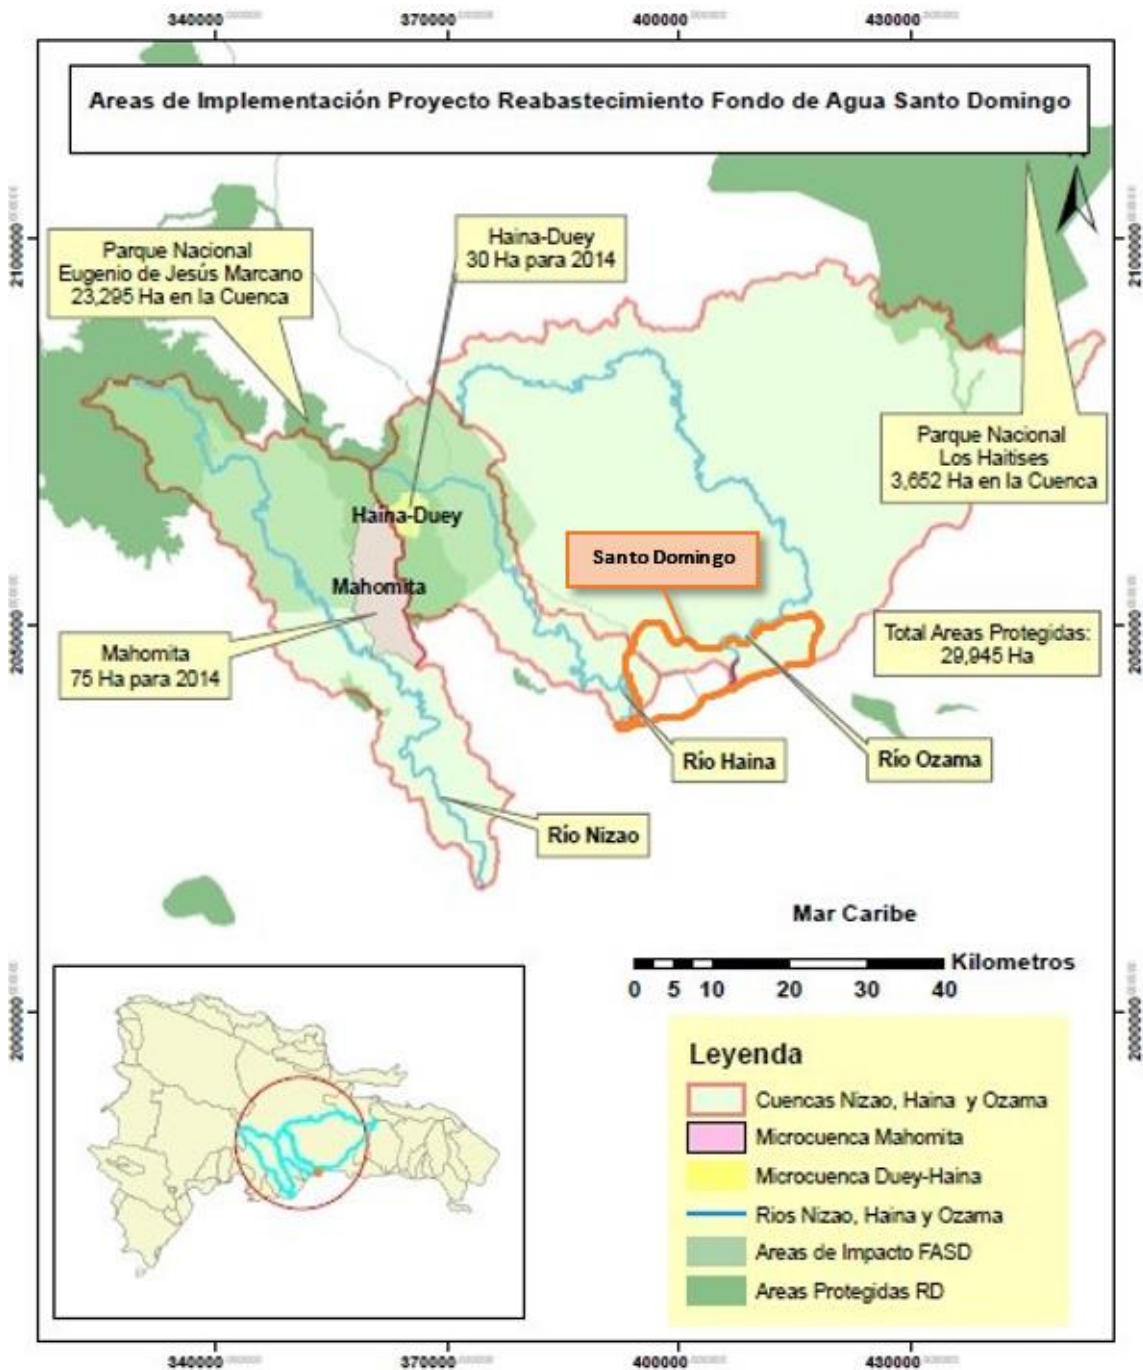 340000 370000 400000 430000
Areas de Implementación Proyecto Reabastecimiento Fondo de Agua Santo Domingo
2100000
2100000
Parque Nacional
Eugenio de Jesús Marcano
23,295 Ha en la Cuenca
Haina-Duey
30 Ha para 2014
Parque Nacional
Los Haitises
3,652 Ha en la Cuenca
Haina-Duey
Santo Domingo
Mahomita
2050000
2050000
Mahomita
75 Ha para 2014
Total Areas Protegidas:
29,945 Ha
Río Haina
Río Ozama
Río Nizao
Mar Caribe
Kilometros
0 5 10 20 30 40
2000000
2000000
Leyenda
Cuencas Nizao, Haina y Ozama
Microcuenca Mahomita
Microcuenca Duey-Haina
Rios Nizao, Haina y Ozama
Areas de Impacto FASD
Areas Protegidas RD
340000 370000 400000 430000